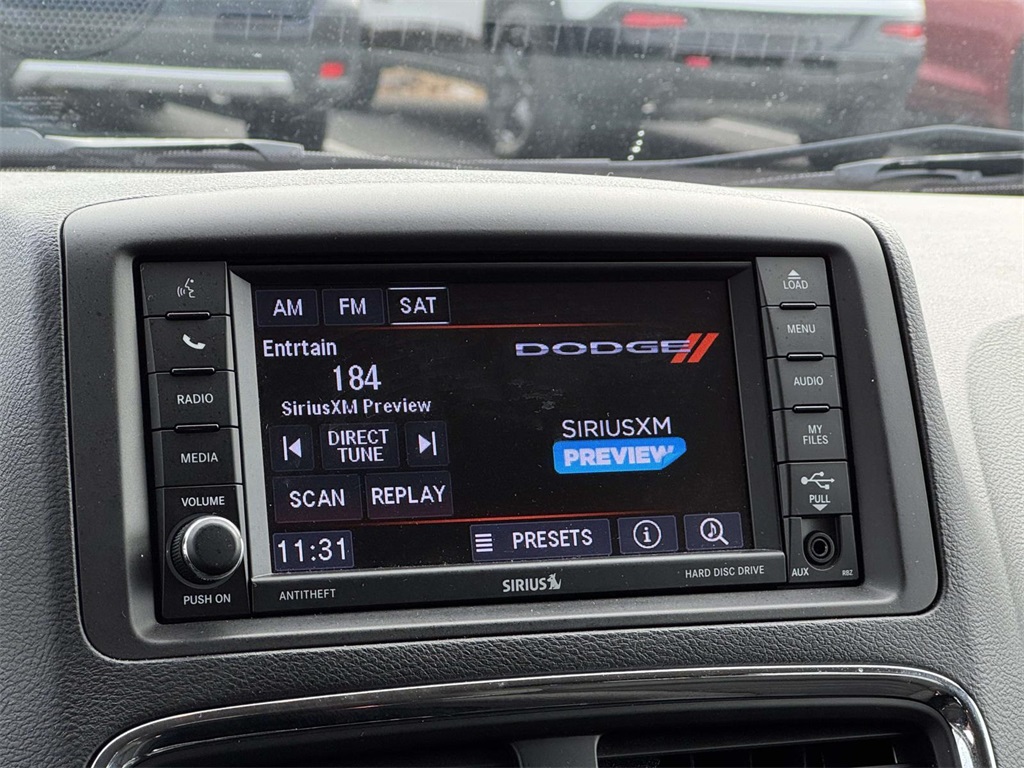 LOAD
MENU
AUDIO
MY
FILES
PULL
AUX
RBZ
RADIO
MEDIA
VOLUME
PUSH ON
AM FM SAT
Entrtain
184
SiriusXM Preview
DIRECT
TUNE
SCAN REPLAY
11:31
DODGE
SIRIUSXM
PREVIEW
PRESETS
ANTITHEFT
SIRIUS
HARD DISC DRIVE